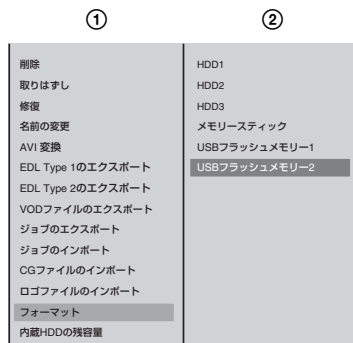 ①
②
削除
取りはずし
修復
名前の変更
AVI 変換
EDL Type 1のエクスポート
EDL Type 2のエクスポート
VODファイルのエクスポート
ジョブのエクスポート
ジョブのインポート
CGファイルのインポート
ロゴファイルのインポート
フォーマット
内蔵HDDの残容量
HDD1
HDD2
HDD3
メモリースティック
USBフラッシュメモリー1
USBフラッシュメモリー2